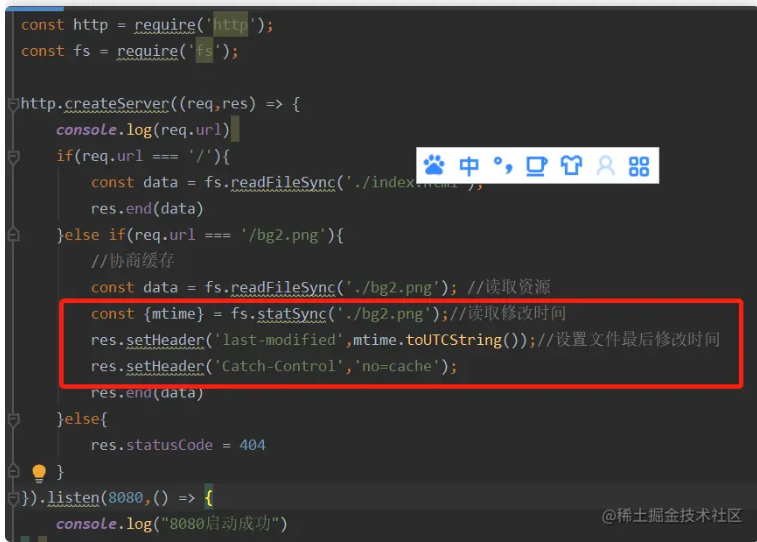 const http = require('http');
const fs = require('fs');
http.createServer((req,res) => {
console.log(req.url)
if(req.url === '/'){
中
const data = fs.readFileSync('./index.html');
res.end(data)
}else if(req.url === '/bg2.png'){
//协商缓存
const data = fs.readFileSync('./bg2.png'); //读取资源
const {mtime} = fs.statSync('./bg2.png');//读取修改时间
res.setHeader('last-modified',mtime.toUTCString());//设置文件最后修改时间
res.setHeader('Catch-Control','no=cache');
res.end(data)
}else{
res.statusCode = 404
}
}).listen(8080,() => {
console.log("8080启动成功")
@稀土掘金技术社区